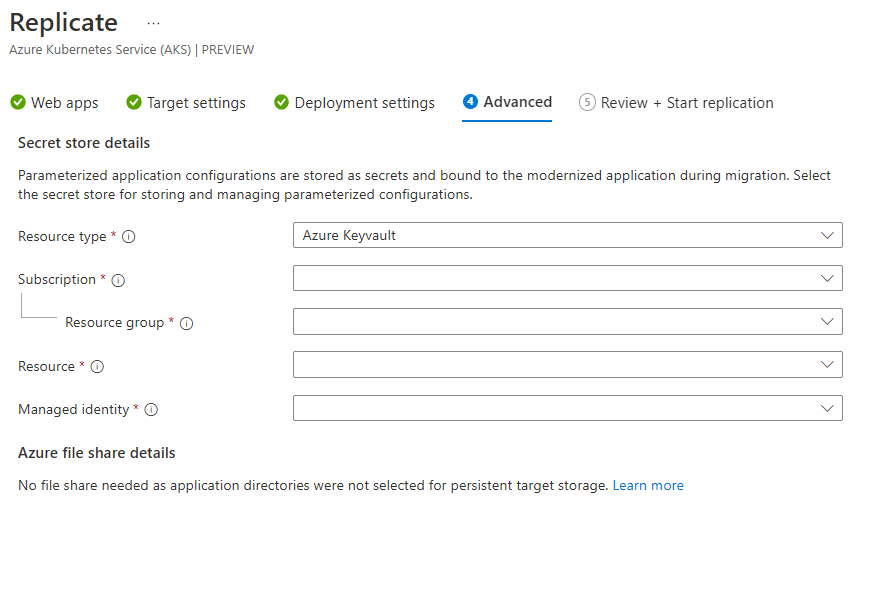 Replicate ...
Azure Kubernetes Service (AKS) | PREVIEW
Web apps Target settings Deployment settings 4 Advanced 5 Review + Start replication
Secret store details
Parameterized application configurations are stored as secrets and bound to the modernized application during migration. Select
the secret store for storing and managing parameterized configurations.
Resource type * Azure Keyvault
Subscription *
Resource group *
Resource *
Managed identity *
Azure file share details
No file share needed as application directories were not selected for persistent target storage. Learn more